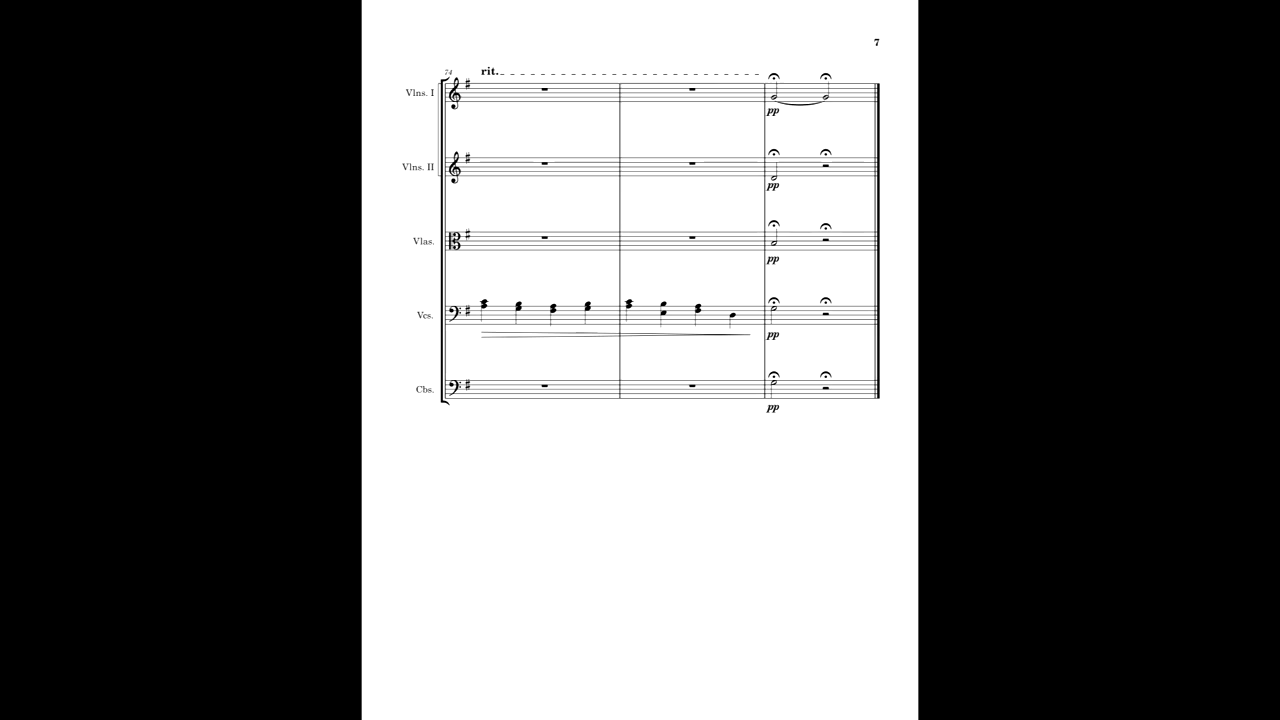 7
74
rit.
Vlns. I
pp
Vlns. II
pp
Vlas.
pp
Vcs.
pp
Cbs.
pp